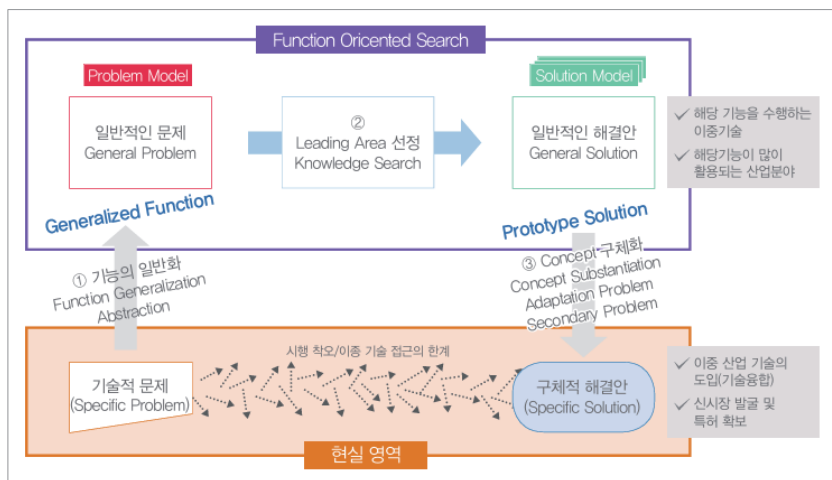 Function Oricented Search
Problem Model
일반적인 문제
General Problem
②
Leading Area 선정
Knowledge Search
Solution Model
일반적인 해결안
General Solution
해당 기능을 수행하는
이중기술
해당기능이 많이
활용되는 산업분야
Generalized Function
Prototype Solution
① 기능의 일반화
Function Generalization
Abstraction
③ Concept 구체화
Concept Substantiation
Adaptation Problem
Secondary Problem
시행 착오/이종 기술 접근의 한계
기술적 문제
(Specific Problem)
구체적 해결안
(Specific Solution)
이중 산업 기술의
도입(기술융합)
신시장 발굴 및
특허 확보
현실 영역